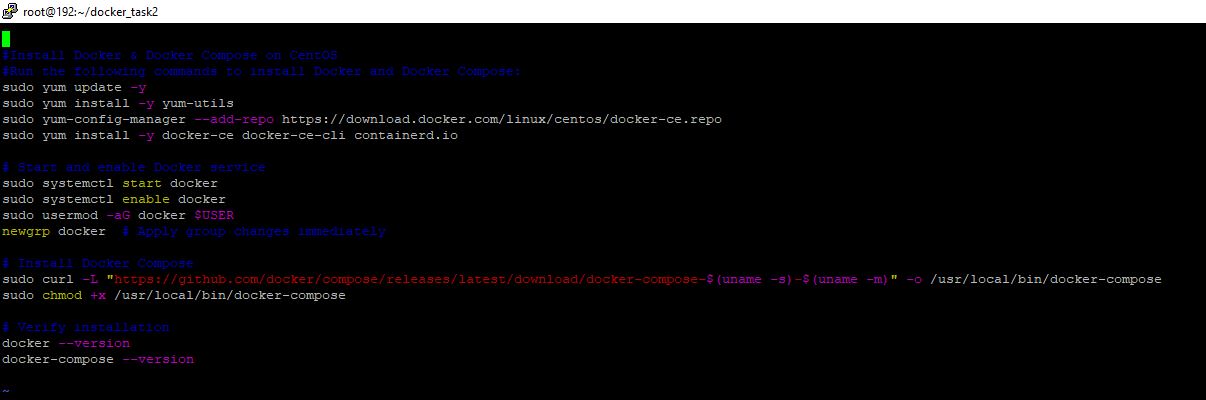 root@192:~/docker_task2
#Install Docker & Docker Compose on CentOS
#Run the following commands to install Docker and Docker Compose:
sudo yum update -y
sudo yum install -y yum-utils
sudo yum-config-manager --add-repo https://download.docker.com/linux/centos/docker-ce.repo
sudo yum install -y docker-ce docker-ce-cli containerd.io
# Start and enable Docker service
sudo systemctl start docker
sudo systemctl enable docker
sudo usermod -aG docker $USER
newgrp docker  # Apply group changes immediately
# Install Docker Compose
sudo curl -L "https://github.com/docker/compose/releases/latest/download/docker-compose-$(uname -s)-$(uname -m)" -o /usr/local/bin/docker-compose
sudo chmod +x /usr/local/bin/docker-compose
# Verify installation
docker --version
docker-compose --version
~